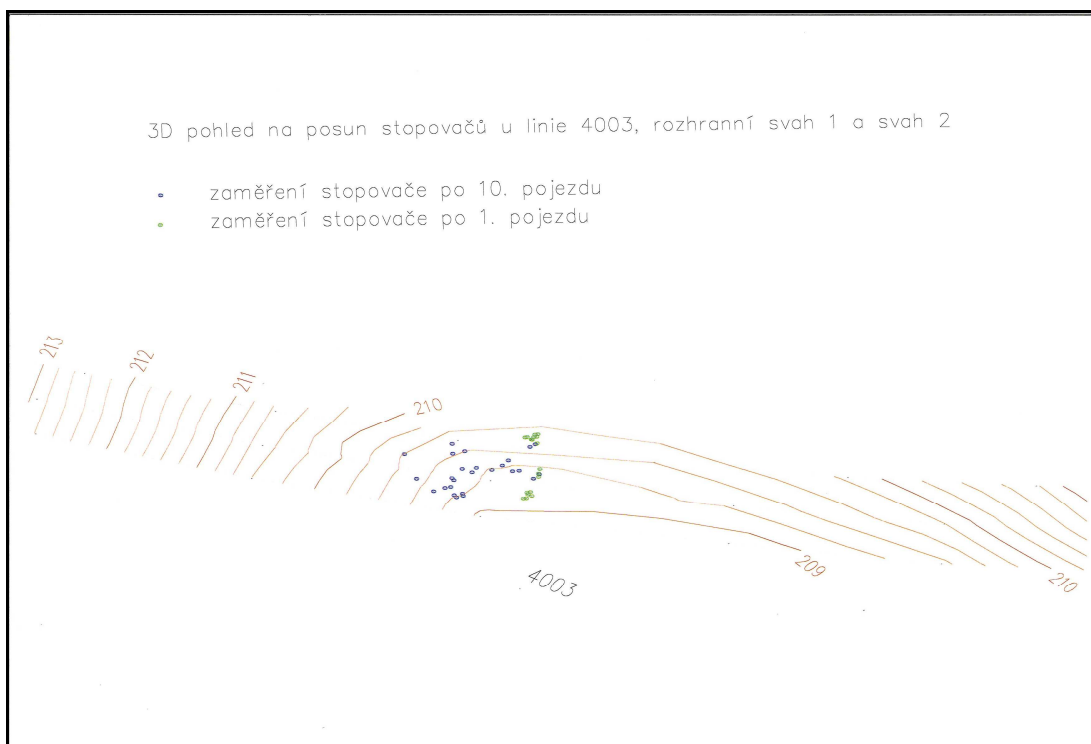 3D pohled na posun stopovačů u linie 4003, rozhranní svah 1 a svah 2
zaměření stopovače po 10. pojezdu
zaměření stopovače po 1. pojezdu
213
212
211
210
209
210
4003